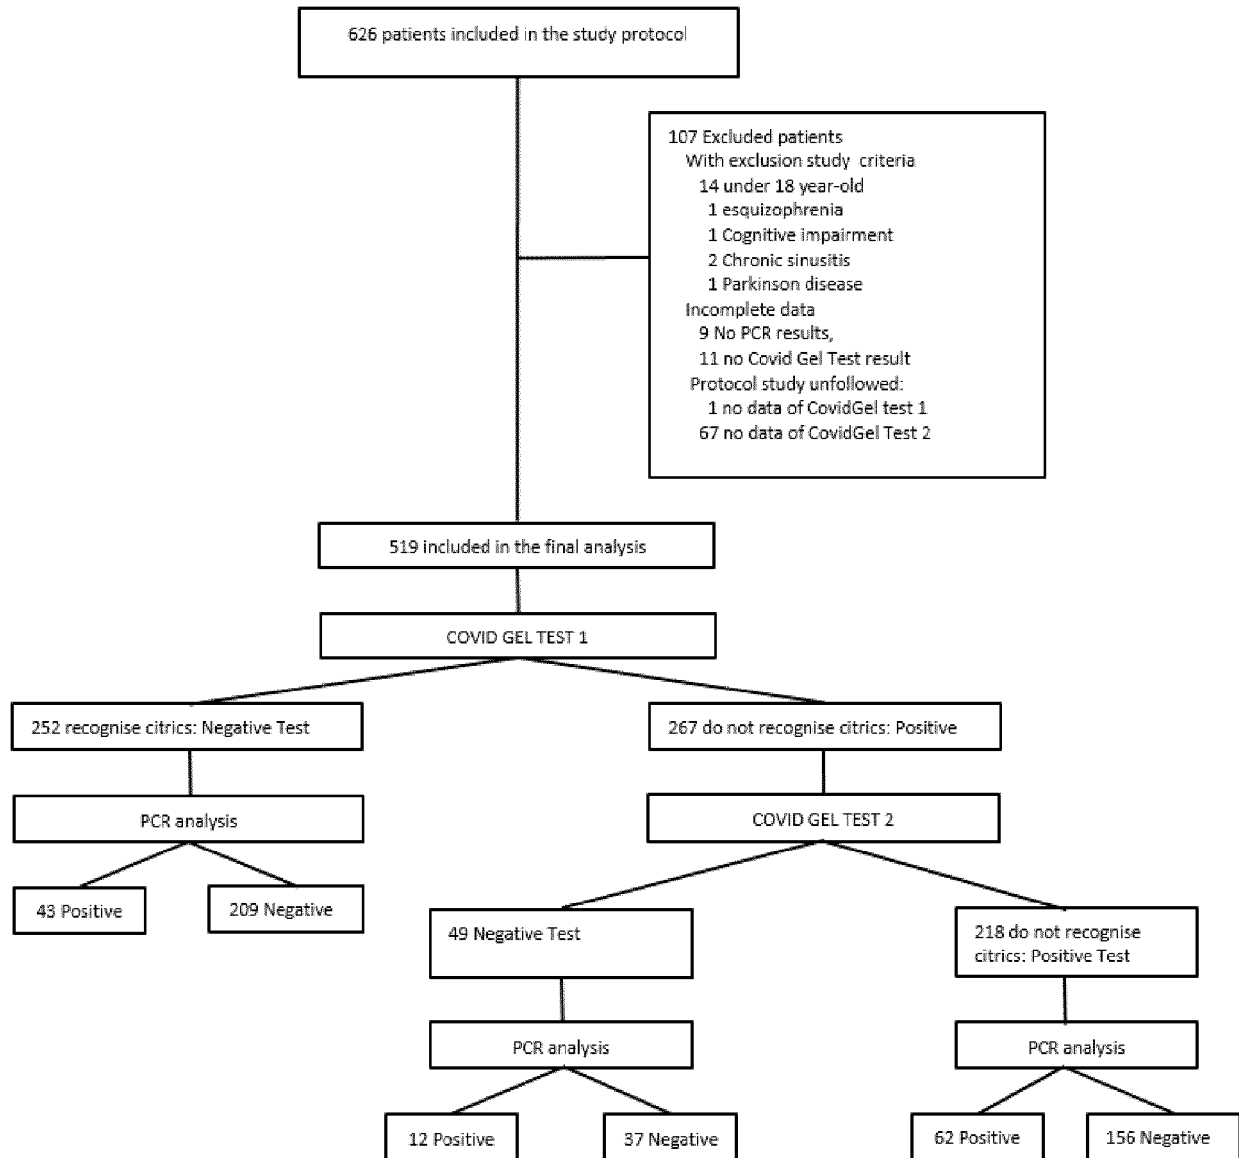 626 patients included in the study protocol
107 Excluded patients
With exclusion study criteria
14 under 18 year-old
1 esquizophrenia
1 Cognitive impairment
2 Chronic sinusitis
1 Parkinson disease
Incomplete data
9 No PCR results,
11 no Covid Gel Test result
Protocol study unfollowed:
1 no data of CovidGel test 1
67 no data of CovidGel Test 2
519 included in the final analysis
COVID GEL TEST 1
252 recognise citrics: Negative Test
267 do not recognise citrics: Positive
PCR analysis
COVID GEL TEST 2
43 Positive
209 Negative
49 Negative Test
218 do not recognise
citrics: Positive Test
PCR analysis
PCR analysis
12 Positive
37 Negative
62 Positive
156 Negative